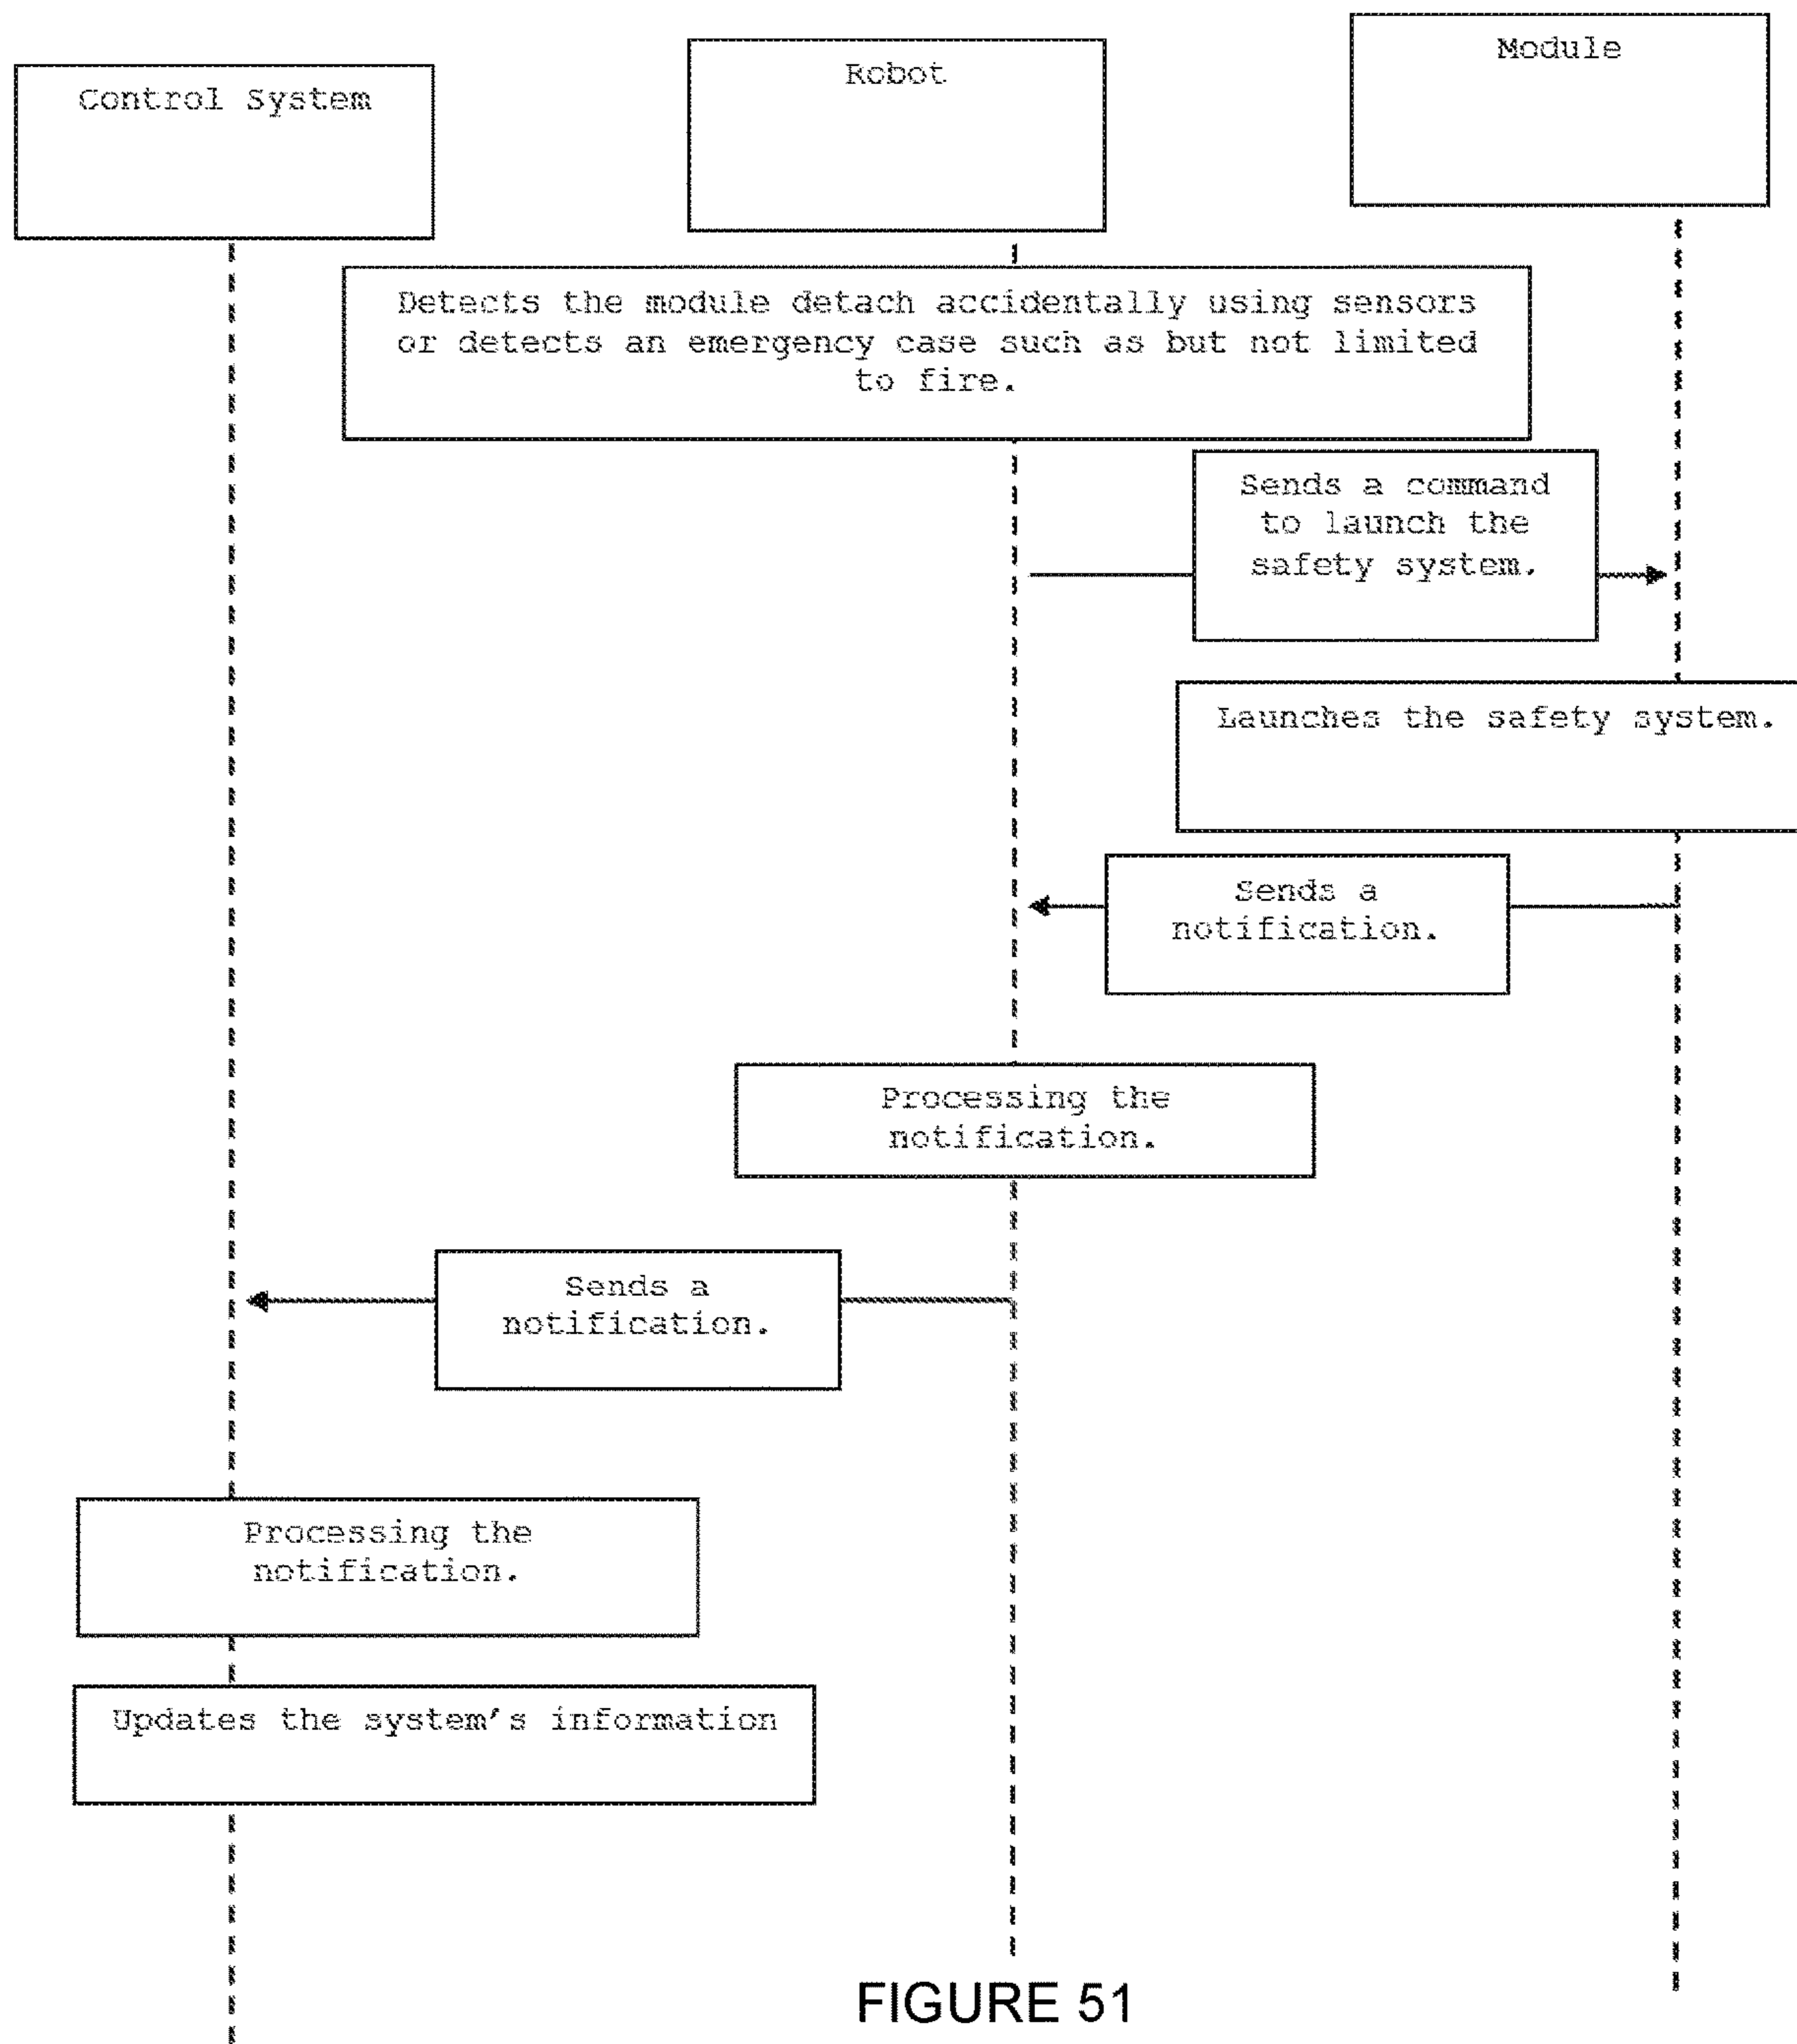 Control System
Robot
Module
Detects the module detach accidentally using sensors
or detects an emergency case such as but not limited
to fire.
Sends a command
to launch the
safety system.
Launches the safety system.
Sends a
notification.
Processing the
notification.
Sends a
notification.
Processing the
notification.
Updates the system's information
FIGURE 51